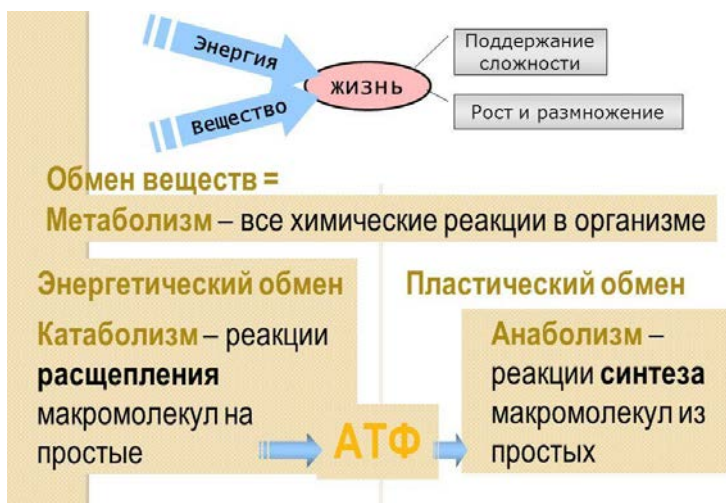 Энергия
Вещество
жизнь
Поддержание
сложности
Рост и размножение
Обмен веществ =
Метаболизм – все химические реакции в организме
Энергетический обмен
Катаболизм – реакции
расщепления
макромолекул на
простые
АТФ
Пластический обмен
Анаболизм –
реакции синтеза
макромолекул из
простых